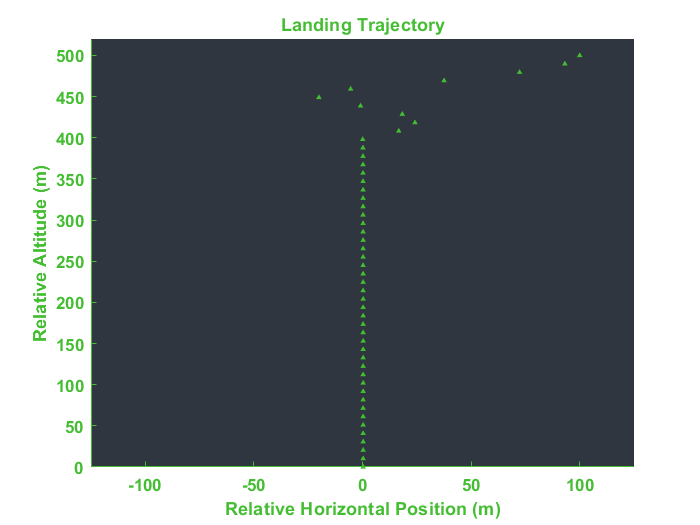 Landing Trajectory
500
450
400
350
300
250
200
150
100
50
0
Relative Altitude (m)
-100 -50 0 50 100
Relative Horizontal Position (m)